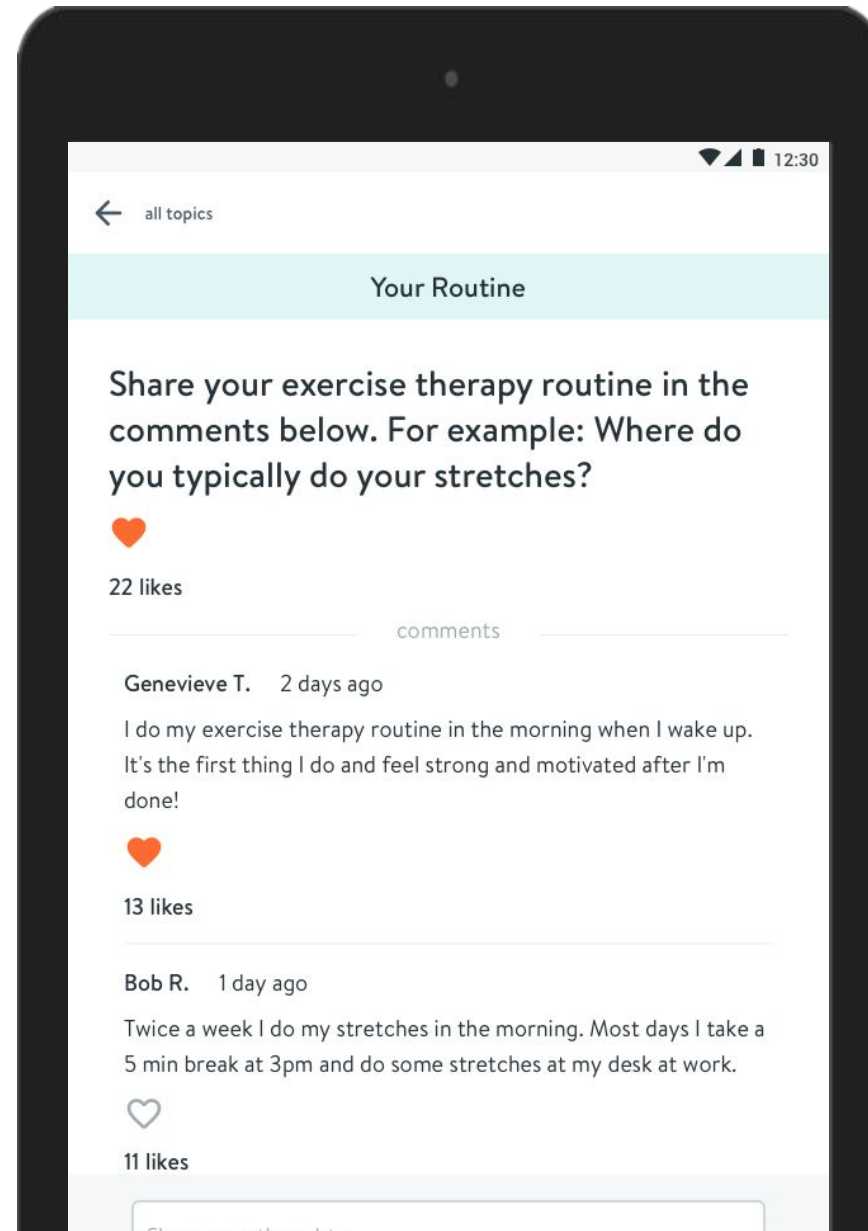 12:30
all topics
Your Routine
Share your exercise therapy routine in the
comments below. For example: Where do
you typically do your stretches?
22 likes
comments
Genevieve T. 2 days ago
I do my exercise therapy routine in the morning when I wake up.
It's the first thing I do and feel strong and motivated after I'm
done!
13 likes
Bob R. 1 day ago
Twice a week I do my stretches in the morning. Most days I take a
5 min break at 3pm and do some stretches at my desk at work.
11 likes